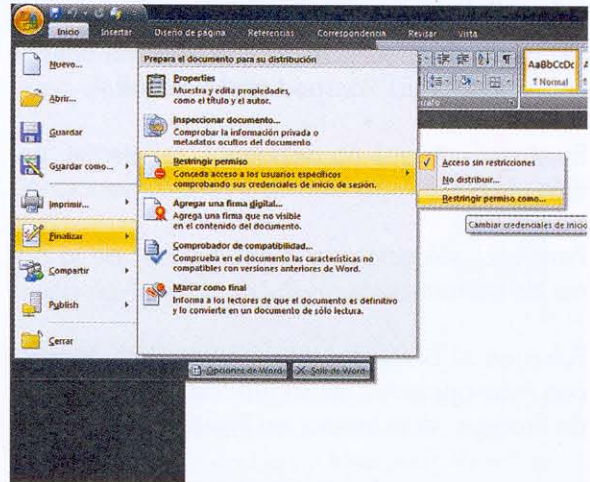 Inicio Insertar Diseño de página Referencias Correspondencia Revisar Vista
Nuevo...
Abrir...
Guardar
Guardar como...
Imprimir...
Finalizar
Compartir
Publish
Cerrar
Prepara el documento para su distribución
Properties
Muestra y edita propiedades,
como el título y el autor.
Inspeccionar documento...
Comprobar la información privada o
metadatos ocultos del documento
Restringir permiso
Conceda acceso a los usuarios específicos
comprobando sus credenciales de inicio de sesión.
Agregar una firma digital...
Agrega una firma que no visible
en el contenido del documento.
Comprobador de compatibilidad...
Comprueba en el documento las características no
compatibles con versiones anteriores de Word.
Marcar como final
Informa a los lectores de que el documento es definitivo
y lo convierte en un documento de sólo lectura.
Acceso sin restricciones
No distribuir...
Restringir permiso como...
Cambiar credenciales de inicio
AaBbCcDc
¶ Normal
Opciones de Word Salir de Word